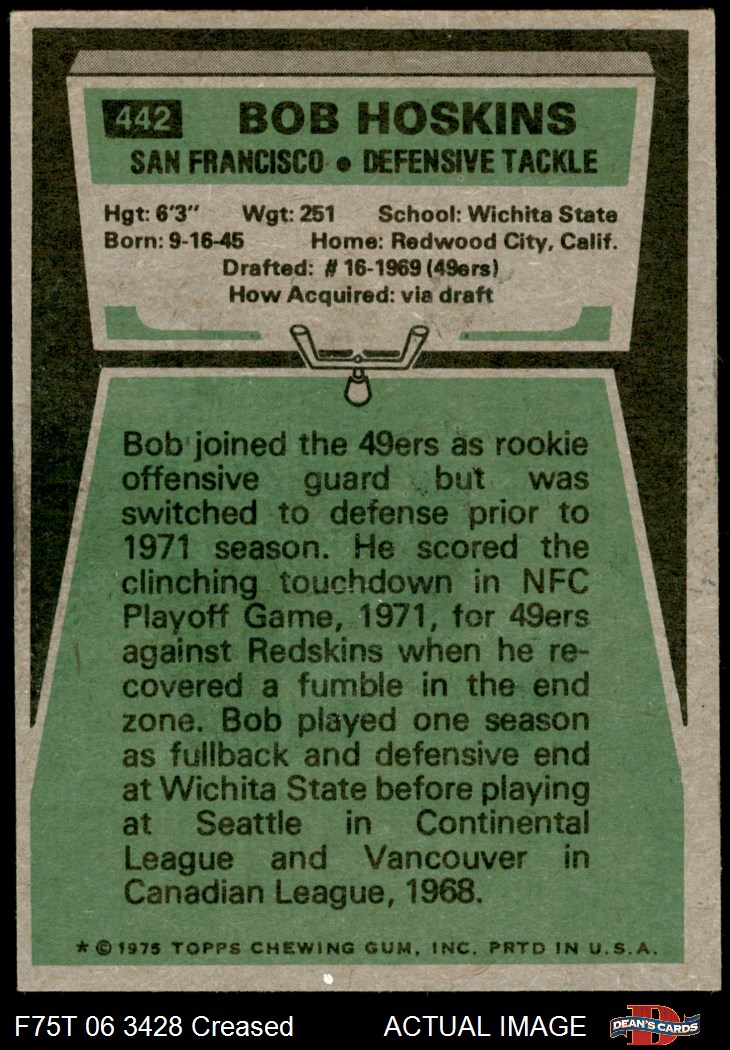 442 BOB HOSKINS
SAN FRANCISCO • DEFENSIVE TACKLE
Hgt: 6'3" Wgt: 251 School: Wichita State
Born: 9-16-45 Home: Redwood City, Calif.
Drafted: # 16-1969 (49ers)
How Acquired: via draft
Bob joined the 49ers as rookie
offensive guard but was
switched to defense prior to
1971 season. He scored the
clinching touchdown in NFC
Playoff Game, 1971, for 49ers
against Redskins when he re-
covered a fumble in the end
zone. Bob played one season
as fullback and defensive end
at Wichita State before playing
at Seattle in Continental
League and Vancouver in
Canadian League, 1968.
* © 1975 TOPPS CHEWING GUM, INC. PRTD IN U.S.A.
F75T 06 3428 Creased ACTUAL IMAGE DEAN'S CARDS